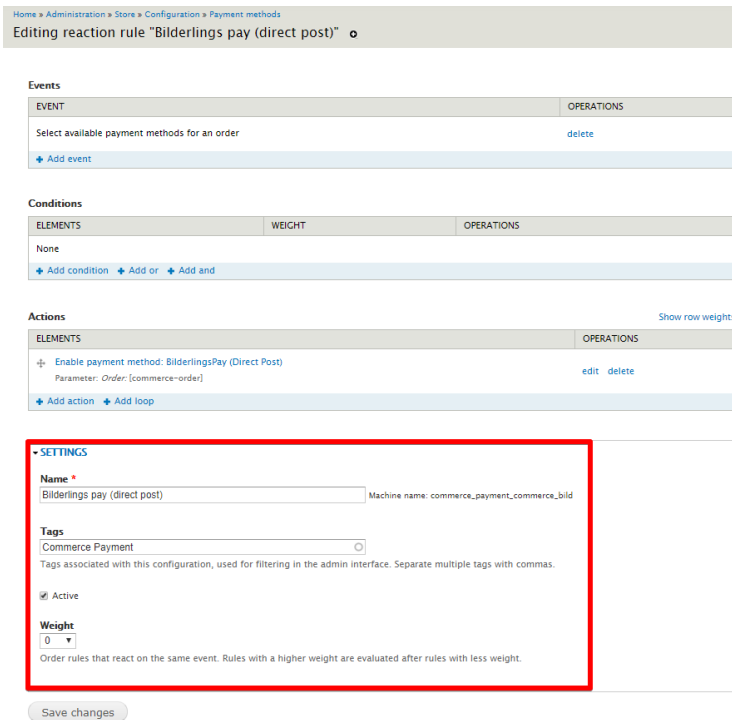 Home » Administration » Store » Configuration » Payment methods
Editing reaction rule "Bilderlings pay (direct post)"
Events
EVENT OPERATIONS
Select available payment methods for an order delete
Add event
Conditions
ELEMENTS WEIGHT OPERATIONS
None
Add condition Add or Add and
Actions Show row weights
ELEMENTS OPERATIONS
Enable payment method: BilderlingsPay (Direct Post) edit delete
Parameter: Order: [commerce-order]
Add action Add loop
SETTINGS
Name *
Bilderlings pay (direct post) Machine name: commerce_payment_commerce_bild
Tags
Commerce Payment
Tags associated with this configuration, used for filtering in the admin interface. Separate multiple tags with commas.
Active
Weight
0
Order rules that react on the same event. Rules with a higher weight are evaluated after rules with less weight.
Save changes